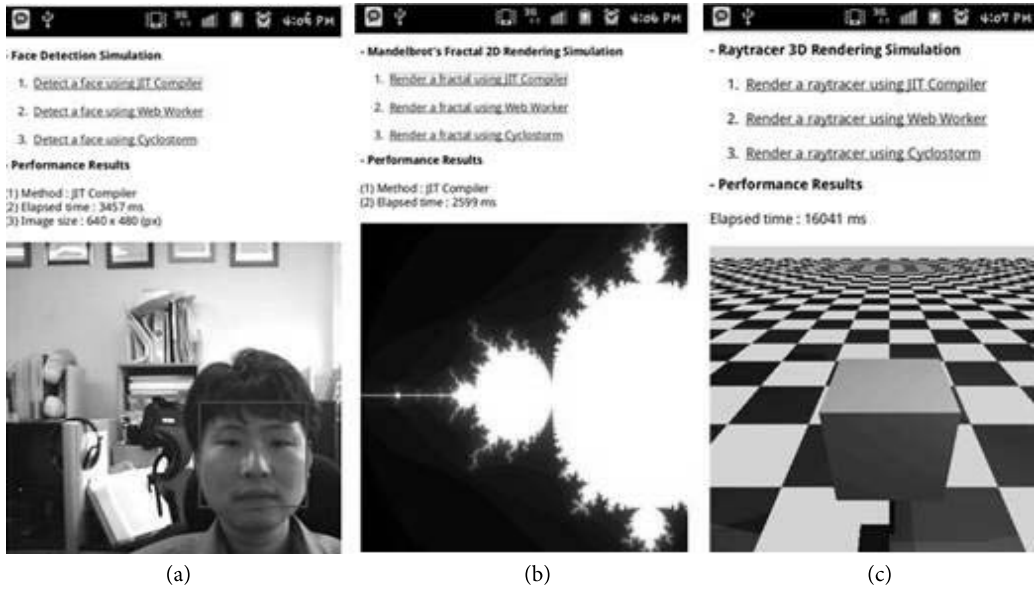 3G 4:06 PM
- Face Detection Simulation
1. Detect a face using JIT Compiler
2. Detect a face using Web Worker
3. Detect a face using Cyclostorm
- Performance Results
(1) Method : JIT Compiler
(2) Elapsed time : 3457 ms
(3) Image size : 640 x 480 (px)
(a)
3G 4:06 PM
- Mandelbrot's Fractal 2D Rendering Simulation
1. Render a fractal using JIT Compiler
2. Render a fractal using Web Worker
3. Render a fractal using Cyclostorm
- Performance Results
(1) Method : JIT Compiler
(2) Elapsed time : 2599 ms
(b)
3G 4:07 PM
- Raytracer 3D Rendering Simulation
1. Render a raytracer using JIT Compiler
2. Render a raytracer using Web Worker
3. Render a raytracer using Cyclostorm
- Performance Results
Elapsed time : 16041 ms
(c)